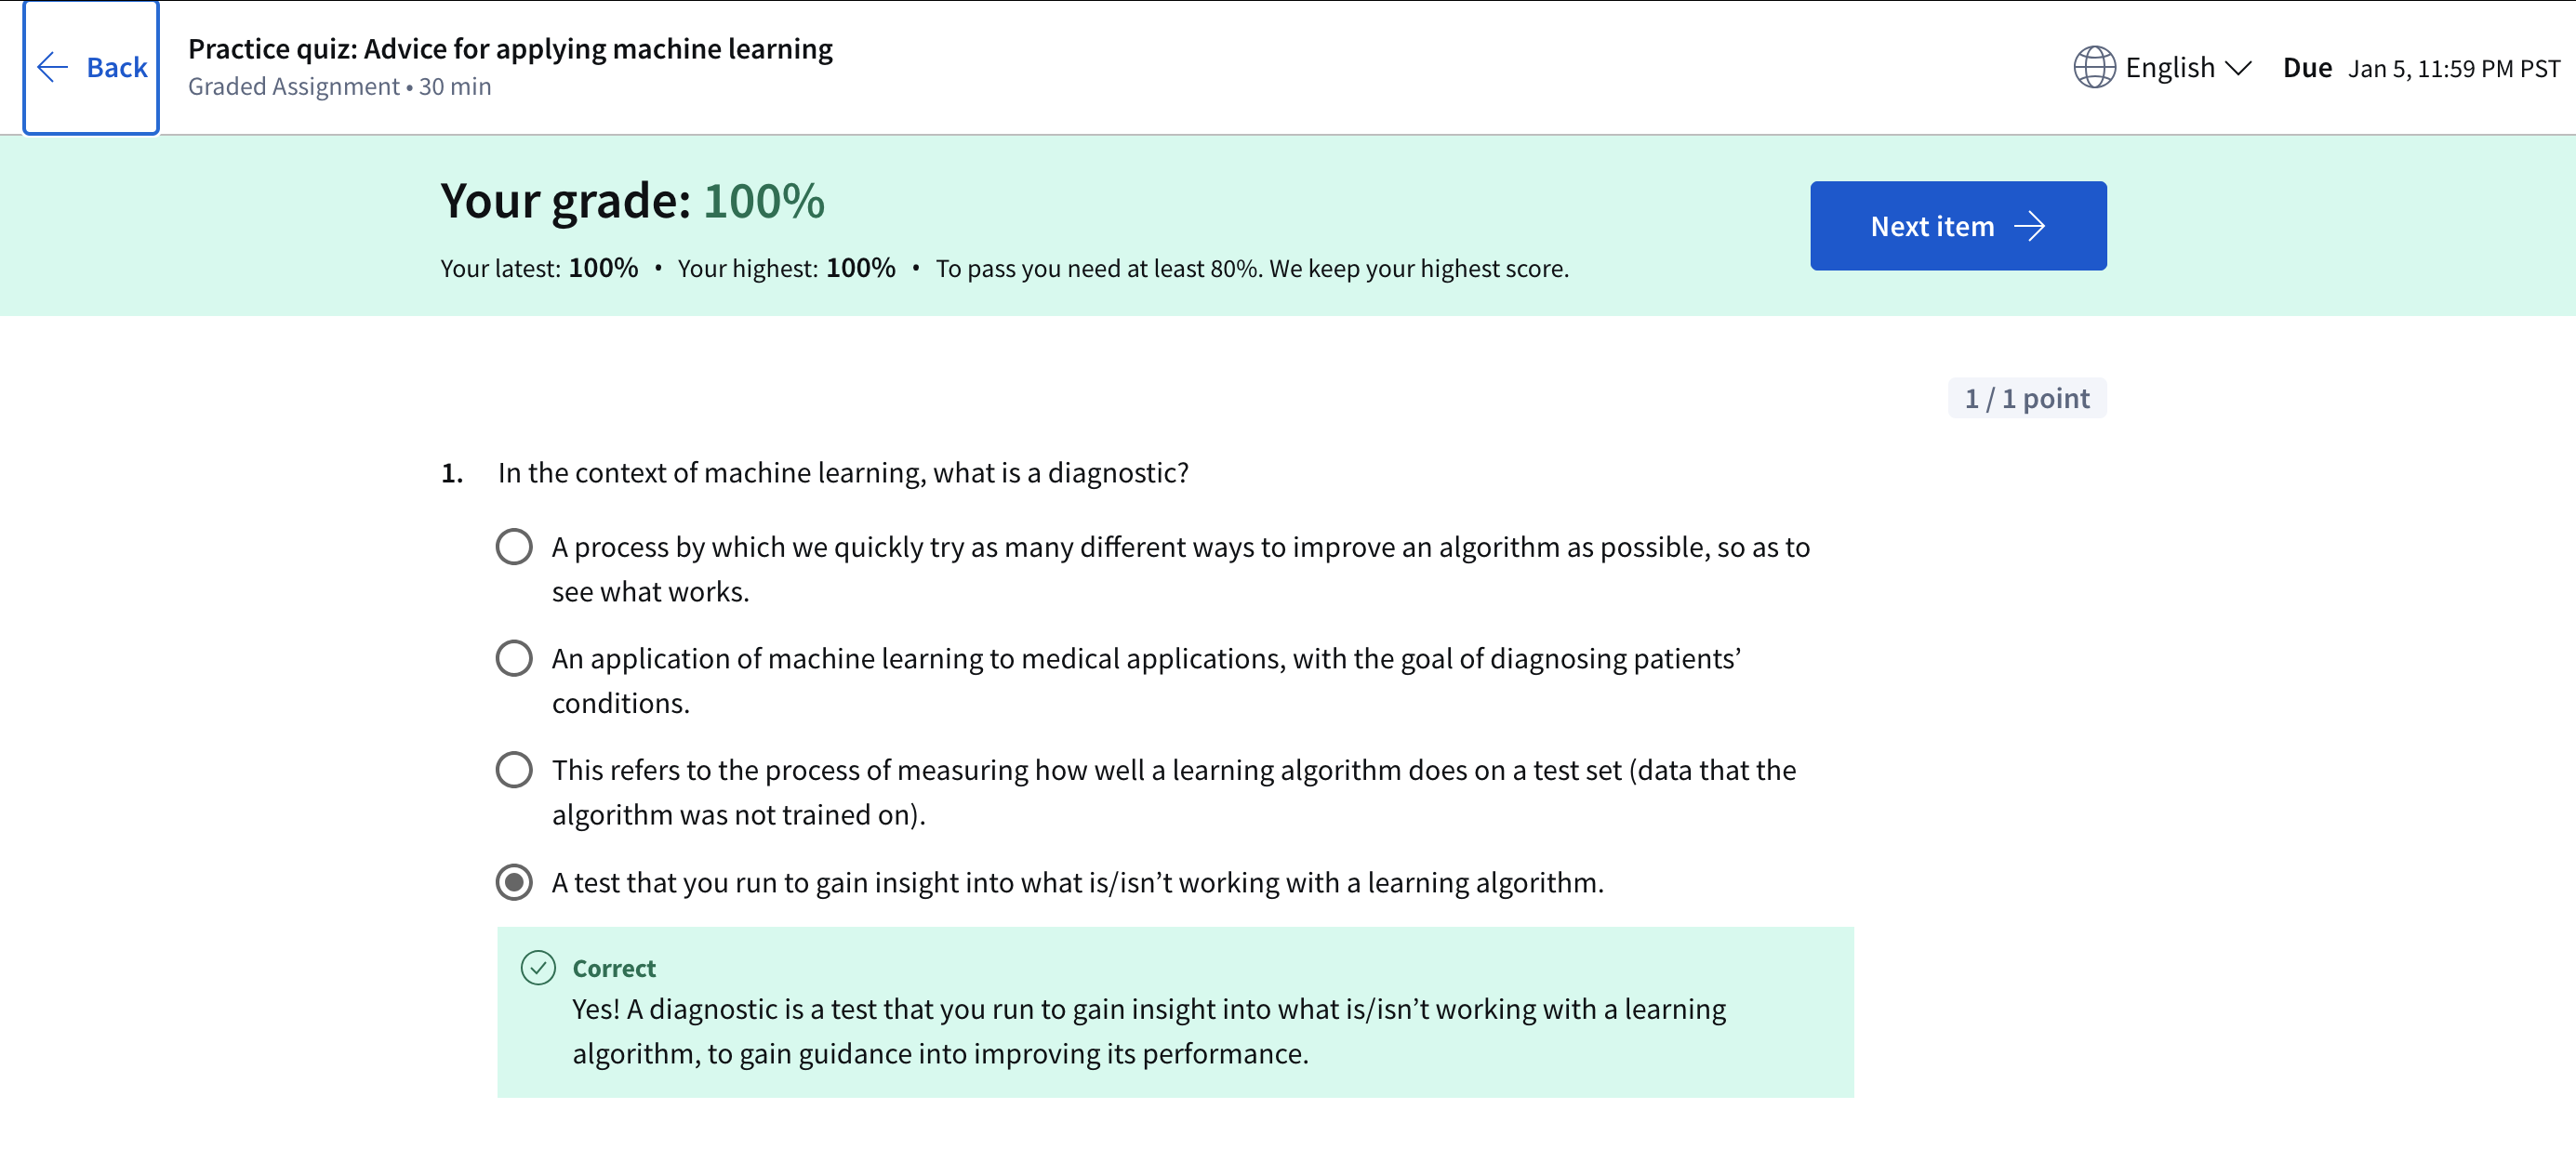 Back
Practice quiz: Advice for applying machine learning
Graded Assignment • 30 min
English
Due Jan 5, 11:59 PM PST
Your grade: 100%
Your latest: 100% • Your highest: 100% • To pass you need at least 80%. We keep your highest score.
Next item
1 / 1 point
1. In the context of machine learning, what is a diagnostic?
A process by which we quickly try as many different ways to improve an algorithm as possible, so as to
see what works.
An application of machine learning to medical applications, with the goal of diagnosing patients’
conditions.
This refers to the process of measuring how well a learning algorithm does on a test set (data that the
algorithm was not trained on).
A test that you run to gain insight into what is/isn’t working with a learning algorithm.
Correct
Yes! A diagnostic is a test that you run to gain insight into what is/isn’t working with a learning
algorithm, to gain guidance into improving its performance.